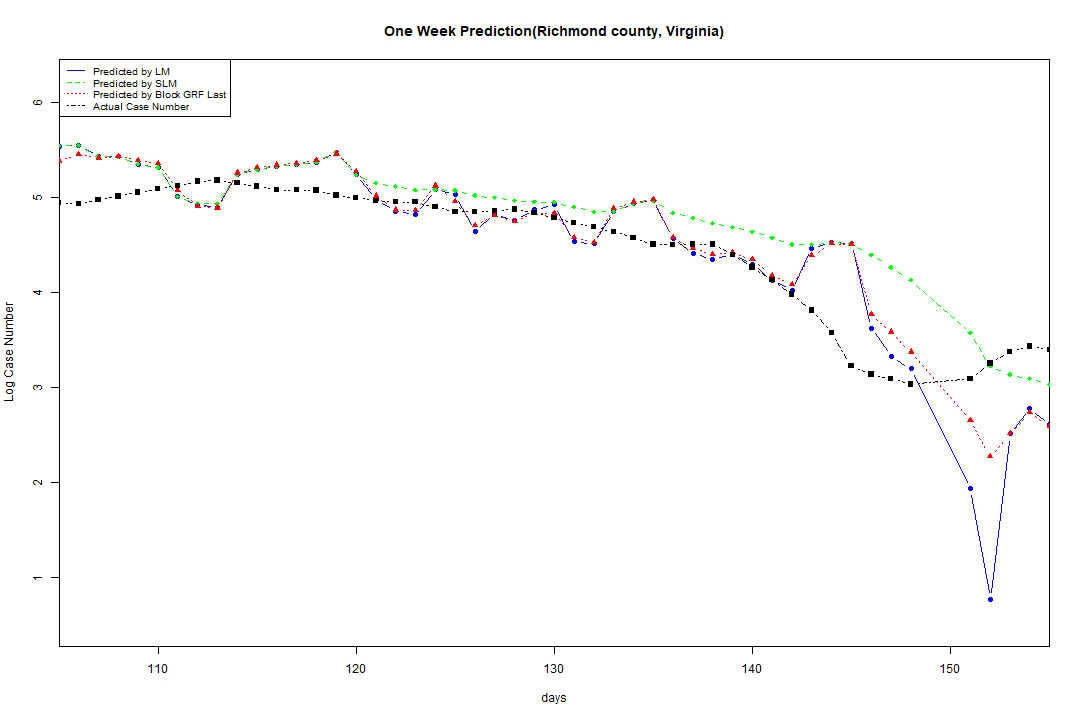 One Week Prediction(Richmond county, Virginia)
Predicted by LM
Predicted by SLM
Predicted by Block GRF Last
Actual Case Number
6
5
4
3
2
1
Log Case Number
110 120 130 140 150
days